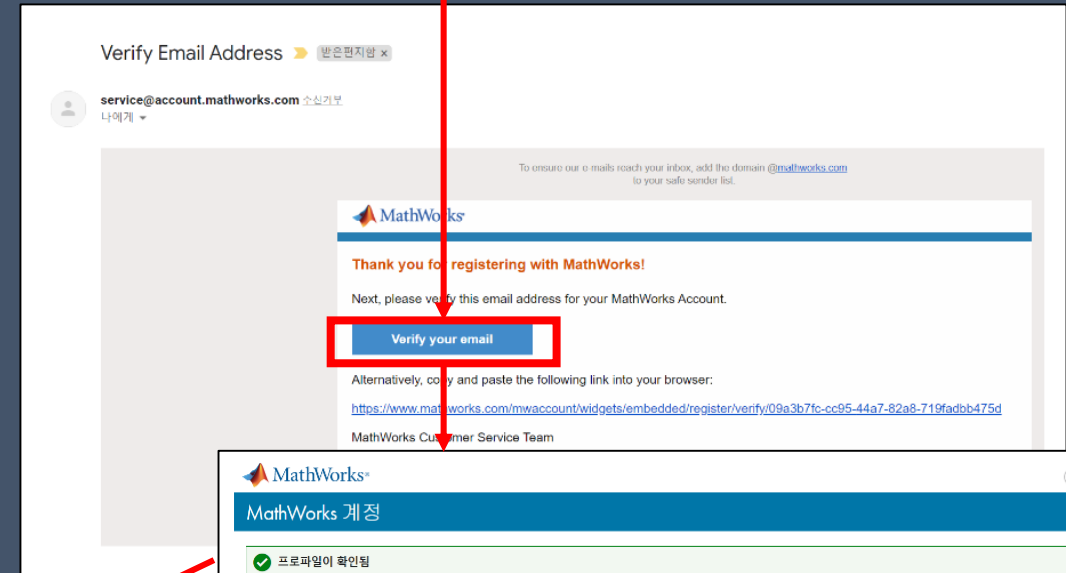 Verify Email Address 받은편지함 x
service@account.mathworks.com 수신거부
나에게
To ensure our e-mails reach your inbox, add the domain @mathworks.com
to your safe sender list.
MathWorks
Thank you for registering with MathWorks!
Next, please verify this email address for your MathWorks Account.
Verify your email
Alternatively, copy and paste the following link into your browser:
https://www.mathworks.com/mwaccount/widgets/embedded/register/verify/09a3b7fc-cc95-44a7-82a8-719fadbb475d
MathWorks Customer Service Team
MathWorks®
MathWorks 계정
프로파일이 확인됨